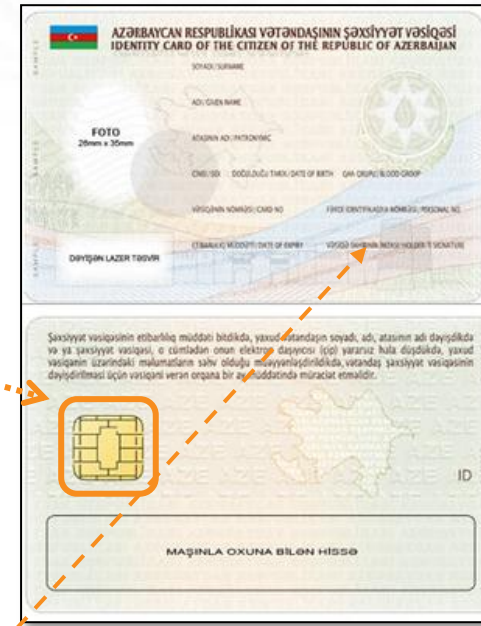 AZƏRBAYCAN RESPUBLİKASI VƏTƏNDAŞININ ŞƏXSİYYƏT VƏSİQƏSİ
IDENTITY CARD OF THE CITIZEN OF THE REPUBLIC OF AZERBAIJAN
SOYADI/SURNAME
ADI/GIVEN NAME
FOTO
26mm x 35mm
ATASININ ADI/PATRONYMIC
CİNSİ/SEX DOĞULDUĞU TARİX/DATE OF BIRTH QAN QRUPU/BLOOD GROUP
VƏSİQƏNİN NÖMRƏSİ/CARD NO FƏRDİ İDENTİFİKASİYA NÖMRƏSİ/PERSONAL NO
ETİBARLILIQ MÜDDƏTİ/DATE OF EXPIRY VƏSİQƏ SAHİBİNİN İMZASI/HOLDER'S SIGNATURE
DƏYİŞƏN LAZER TƏSVİR
SAMPLE
SAMPLE
SAMPLE
Şəxsiyyət vəsiqəsinin etibarlılıq müddəti bitdikdə, yaxud vətəndaşın soyadı, adı, atasının adı dəyişdikdə
və ya şəxsiyyət vəsiqəsi, o cümlədən onun elektron daşıyıcısı (çip) yararsız hala düşdükdə, yaxud
vəsiqənin üzərindəki məlumatların səhv olduğu müəyyənləşdirildikdə, vətəndaş şəxsiyyət vəsiqəsinin
dəyişdirilməsi üçün vəsiqəni verən orqana bir ay müddətində müraciət etməlidir.
ID
MAŞINLA OXUNA BİLƏN HİSSƏ